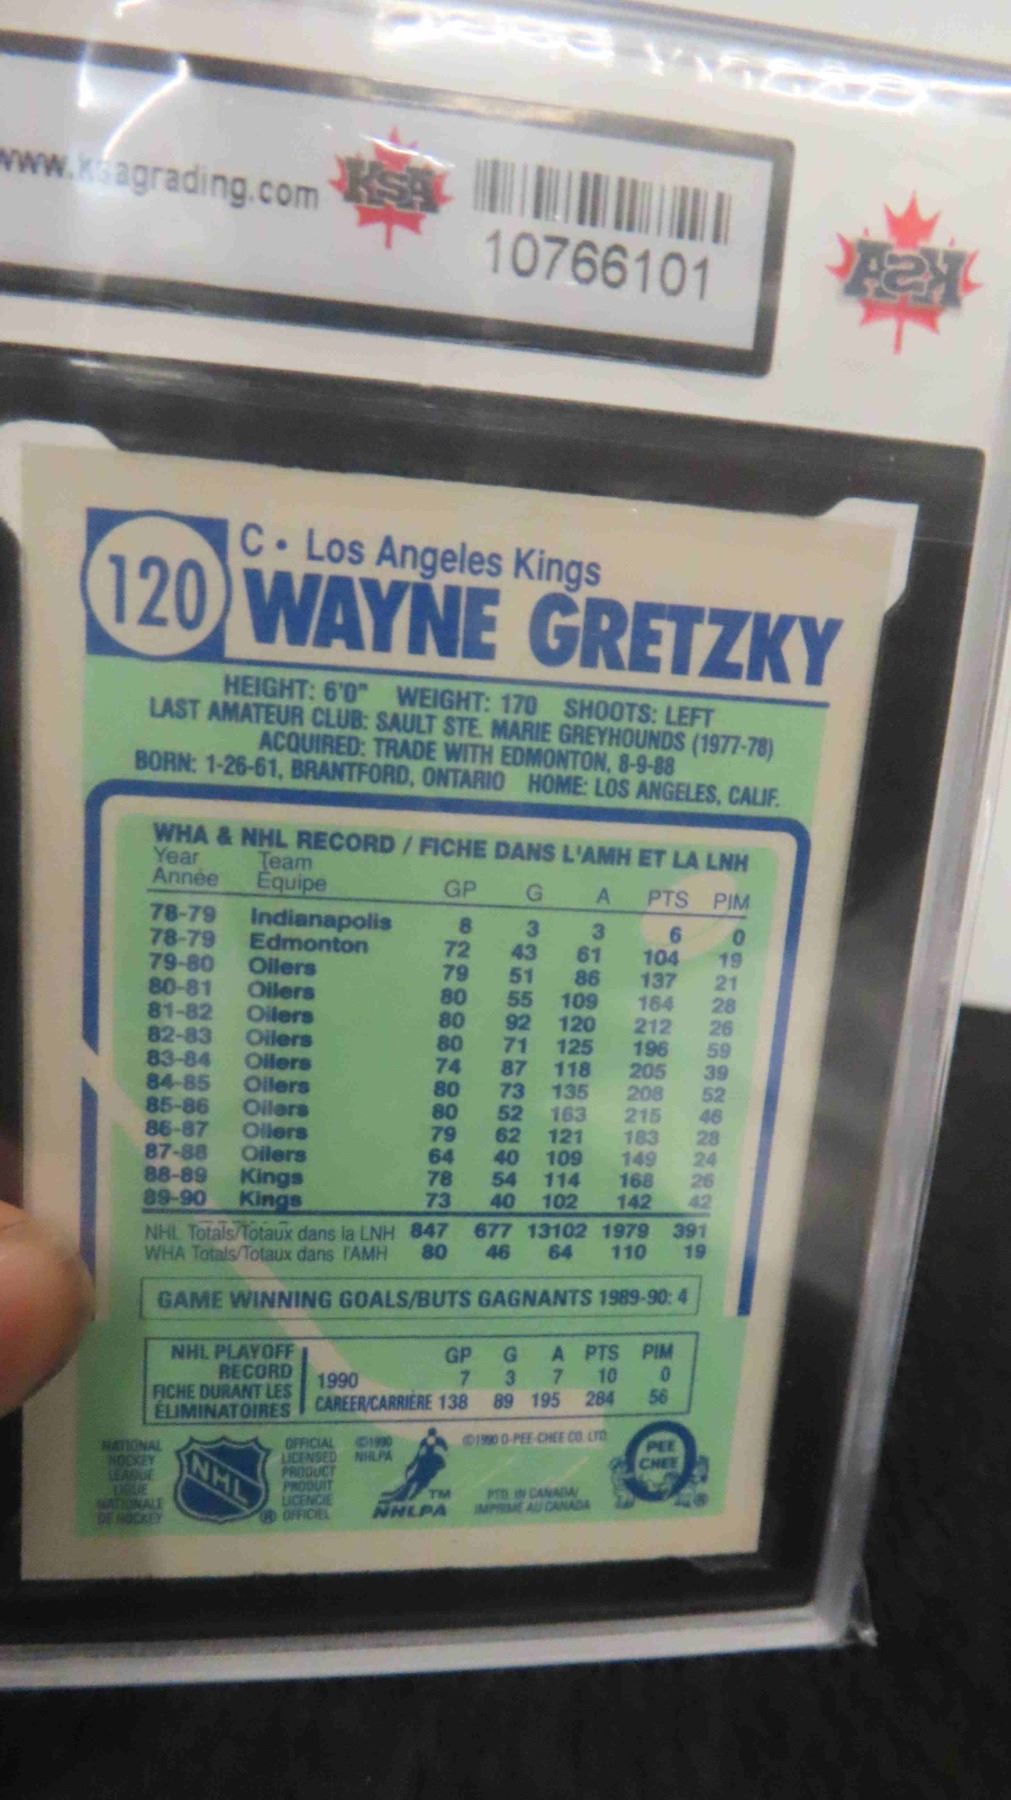 www.ksagrading.com
KSA
10766101
KSA
120
C • Los Angeles Kings
WAYNE GRETZKY
HEIGHT: 6'0" WEIGHT: 170 SHOOTS: LEFT
LAST AMATEUR CLUB: SAULT STE. MARIE GREYHOUNDS (1977-78)
ACQUIRED: TRADE WITH EDMONTON, 8-9-88
BORN: 1-26-61, BRANTFORD, ONTARIO HOME: LOS ANGELES, CALIF.
WHA & NHL RECORD / FICHE DANS L'AMH ET LA LNH
Year Team
Année Équipe GP G A PTS PIM
78-79 Indianapolis 8 3 3 6 0
78-79 Edmonton 72 43 61 104 19
79-80 Oilers 79 51 86 137 21
80-81 Oilers 80 55 109 164 28
81-82 Oilers 80 92 120 212 26
82-83 Oilers 80 71 125 196 59
83-84 Oilers 74 87 118 205 39
84-85 Oilers 80 73 135 208 52
85-86 Oilers 80 52 163 215 46
86-87 Oilers 79 62 121 183 28
87-88 Oilers 64 40 109 149 24
88-89 Kings 78 54 114 168 26
89-90 Kings 73 40 102 142 42
NHL Totals/Totaux dans la LNH 847 677 13102 1979 391
WHA Totals/Totaux dans l'AMH 80 46 64 110 19
GAME WINNING GOALS/BUTS GAGNANTS 1989-90: 4
NHL PLAYOFF RECORD
FICHE DURANT LES ÉLIMINATOIRES
GP G A PTS PIM
1990 7 3 7 10 0
CAREER/CARRIÈRE 138 89 195 284 56
NATIONAL
HOCKEY
LEAGUE
LIGUE
NATIONALE
DE HOCKEY
NHL
®
OFFICIAL
LICENSED
PRODUCT
PRODUIT
LICENCIÉ
OFFICIEL
©1990
NHLPA
TM
NHLPA
©1990 O-PEE-CHEE CO. LTD.
PTD. IN CANADA/
IMPRIMÉ AU CANADA
PEE
CHEE
®